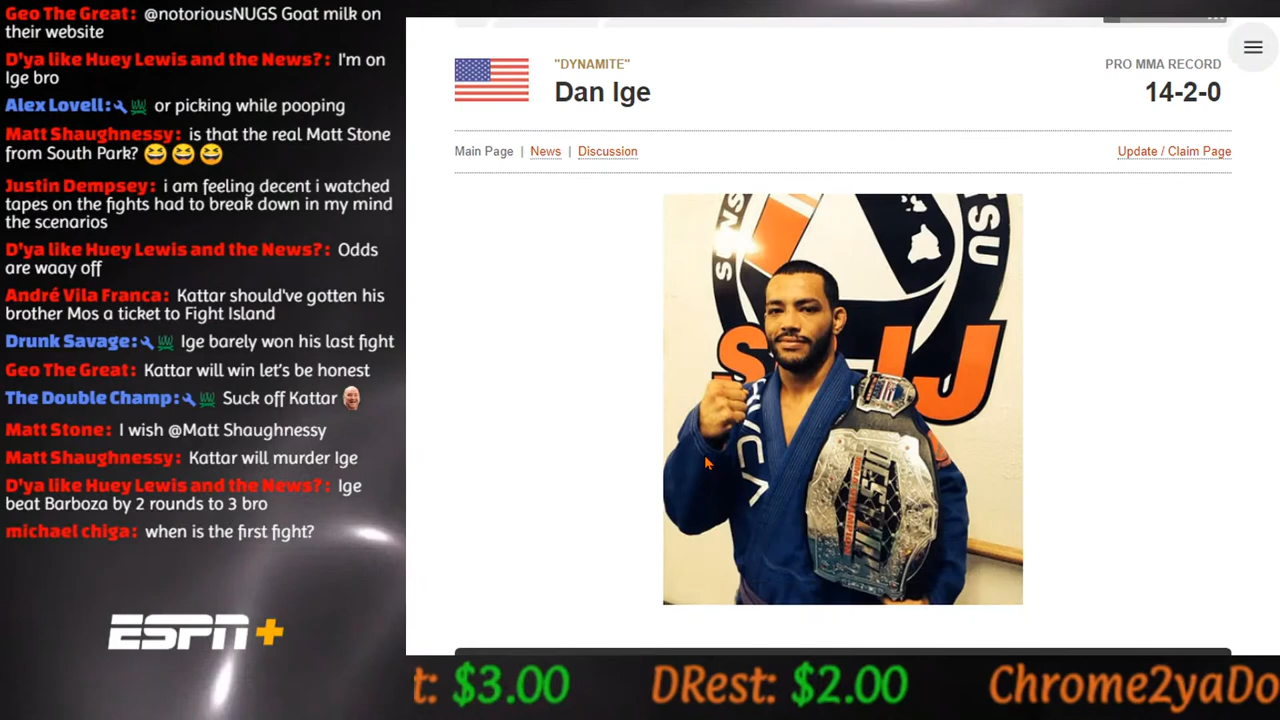 Geo The Great: @notoriousNUGS Goat milk on
their website
D'ya like Huey Lewis and the News?: I'm on
Ige bro
Alex Lovell: or picking while pooping
Matt Shaughnessy: is that the real Matt Stone
from South Park? 😆 😆 😆
Justin Dempsey: i am feeling decent i watched
tapes on the fights had to break down in my mind
the scenarios
D'ya like Huey Lewis and the News?: Odds
are waay off
André Vila Franca: Kattar should've gotten his
brother Mos a ticket to Fight Island
Drunk Savage: Ige barely won his last fight
Geo The Great: Kattar will win let's be honest
The Double Champ: Suck off Kattar
Matt Stone: I wish @Matt Shaughnessy
Matt Shaughnessy: Kattar will murder Ige
D'ya like Huey Lewis and the News?: Ige
beat Barboza by 2 rounds to 3 bro
michael chiga: when is the first fight?
ESPN+
"DYNAMITE"
Dan Ige
PRO MMA RECORD
14-2-0
Main Page | News | Discussion
Update / Claim Page
RVCA
t: $3.00 DRest: $2.00 Chrome2yaDo